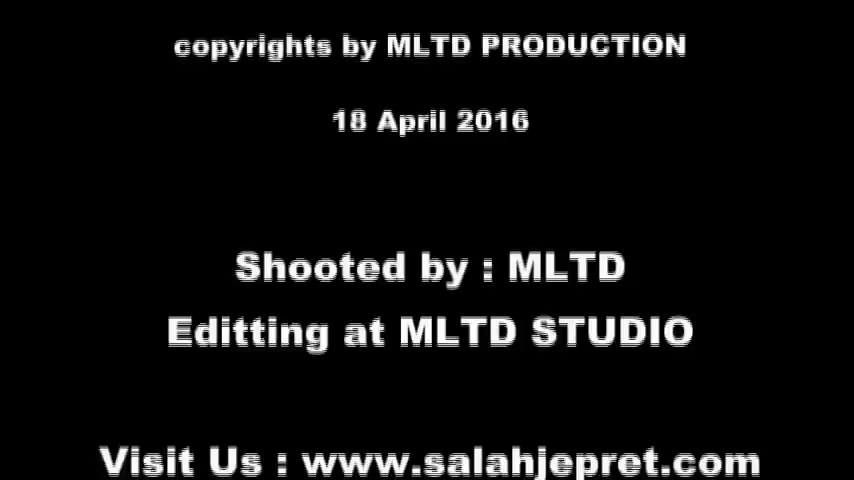 copyrights by MLTD PRODUCTION
18 April 2016
Shooted by : MLTD
Editting at MLTD STUDIO
Visit Us : www.salahjepret.com